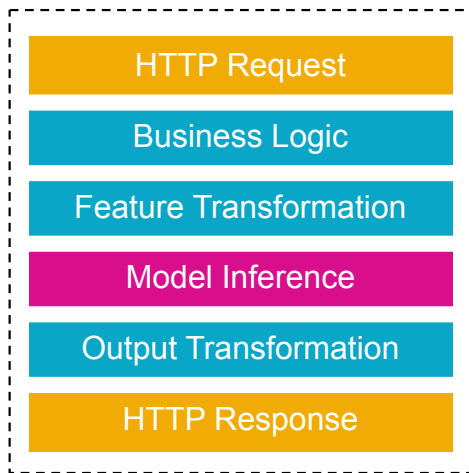 HTTP Request
Business Logic
Feature Transformation
Model Inference
Output Transformation
HTTP Response